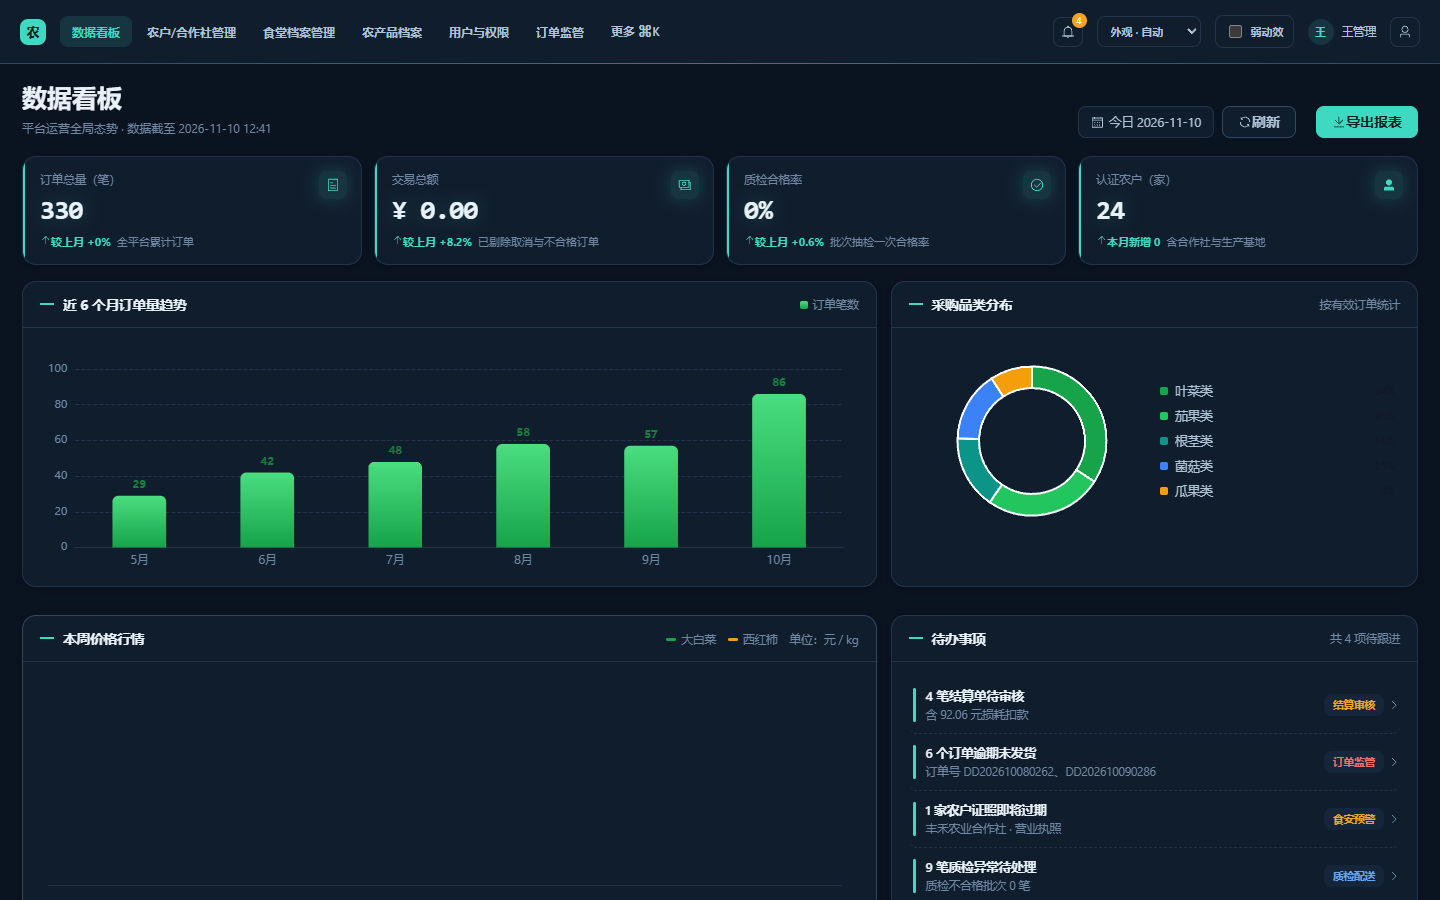 农 数据看板 农户/合作社管理 食堂档案管理 农产品档案 用户与权限 订单监管 更多 ⌘K 4 外观 · 自动 弱动效 王 王管理
数据看板
平台运营全局态势 · 数据截至 2026-11-10 12:41
今日 2026-11-10 刷新 导出报表
订单总量（笔）
330
↑较上月 +0% 全平台累计订单
交易总额
¥ 0.00
↑较上月 +8.2% 已剔除取消与不合格订单
质检合格率
0%
↑较上月 +0.6% 批次抽检一次合格率
认证农户（家）
24
↑本月新增 0 含合作社与生产基地
近 6 个月订单量趋势 订单笔数
100
80
60
40
20
0
29
42
48
58
57
86
5月 6月 7月 8月 9月 10月
采购品类分布 按有效订单统计
叶菜类
茄果类
根茎类
菌菇类
瓜果类
本周价格行情 大白菜 西红柿 单位：元 / kg
待办事项 共 4 项待跟进
4 笔结算单待审核
含 92.06 元损耗扣款
结算审核
6 个订单逾期未发货
订单号 DD202610080262、DD202610090286
订单监管
1 家农户证照即将过期
丰禾农业合作社 · 营业执照
食安预警
9 笔质检异常待处理
质检不合格批次 0 笔
质检配送